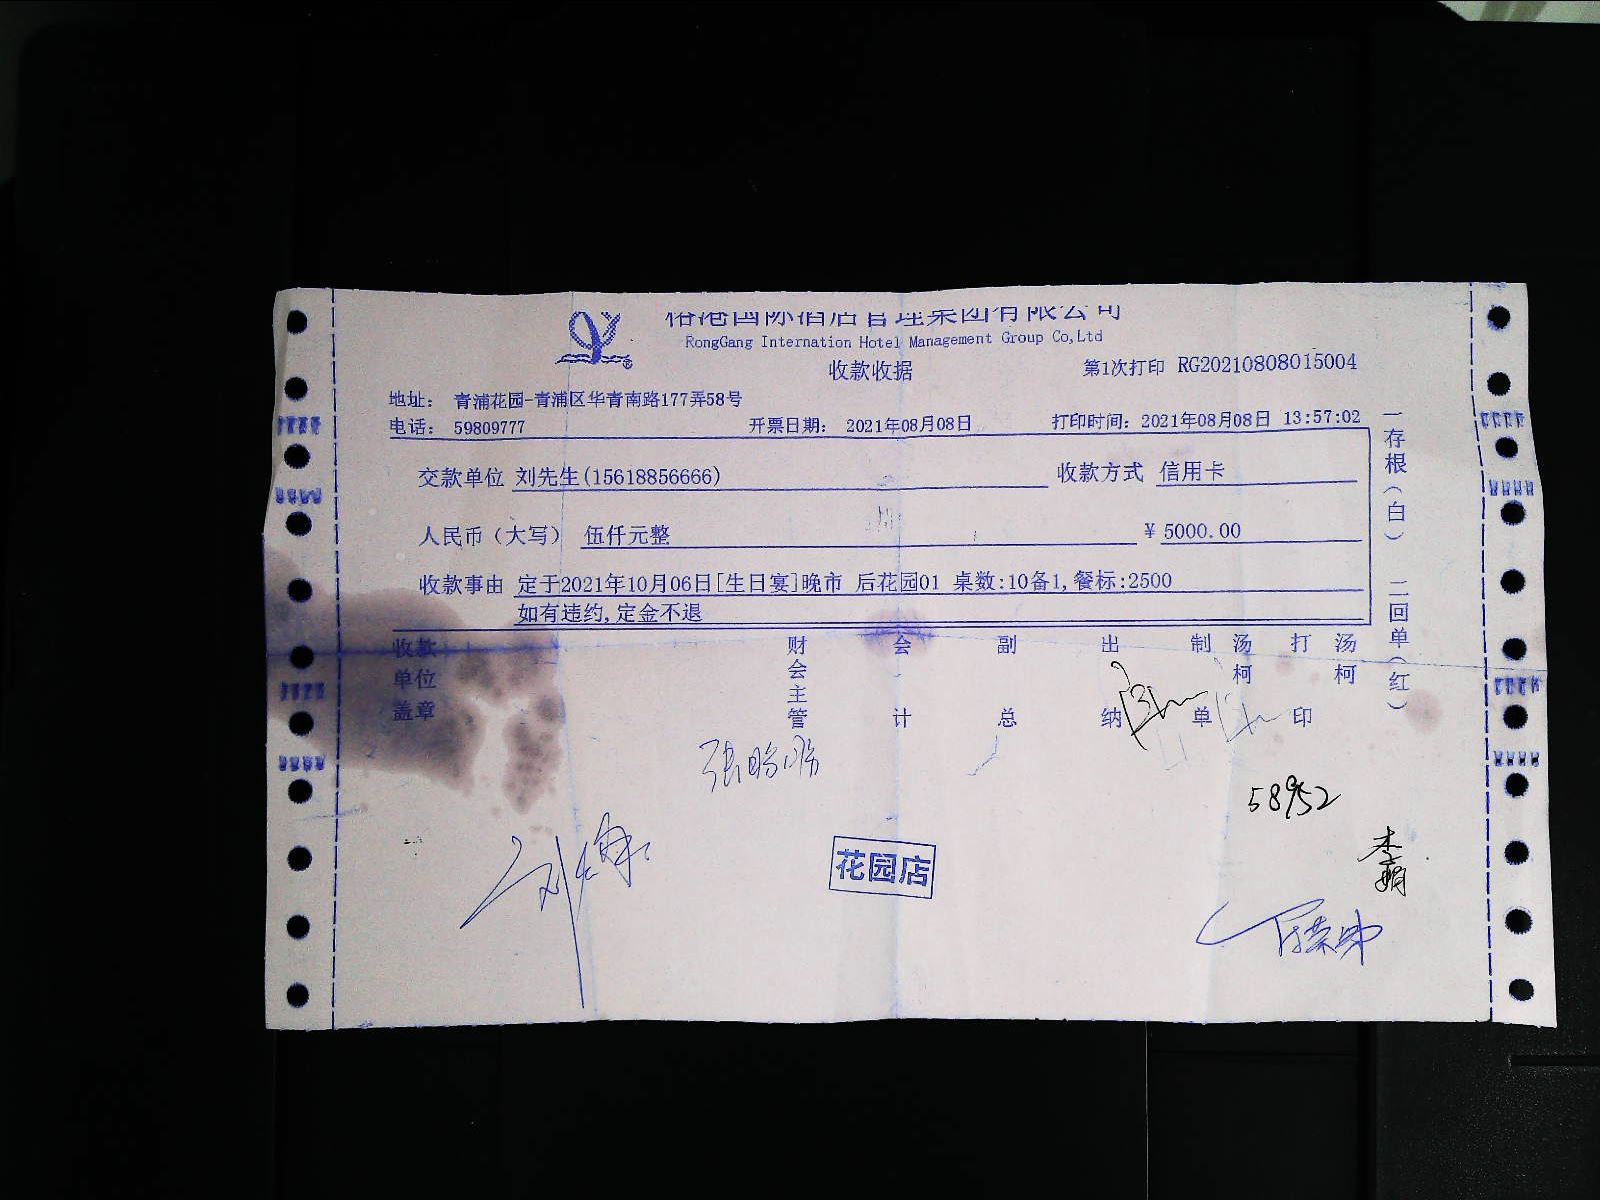 榕港国际酒店管理集团有限公司
RongGang Internation Hotel Management Group Co,Ltd
收款收据
第1次打印 RG20210808015004
地址: 青浦花园-青浦区华青南路177弄58号
电话: 59809777 开票日期: 2021年08月08日 打印时间: 2021年08月08日 13:57:02
交款单位 刘先生(15618856666) 收款方式 信用卡
人民币(大写) 伍仟元整 ¥ 5000.00
收款事由 定于2021年10月06日[生日宴]晚市 后花园01 桌数:10备1,餐标:2500
如有违约,定金不退
一存根(白) 二回单(红)
收款单位盖章 财会主管 会计 副总 出纳 制单 汤柯 打印 汤柯
58952
花园店